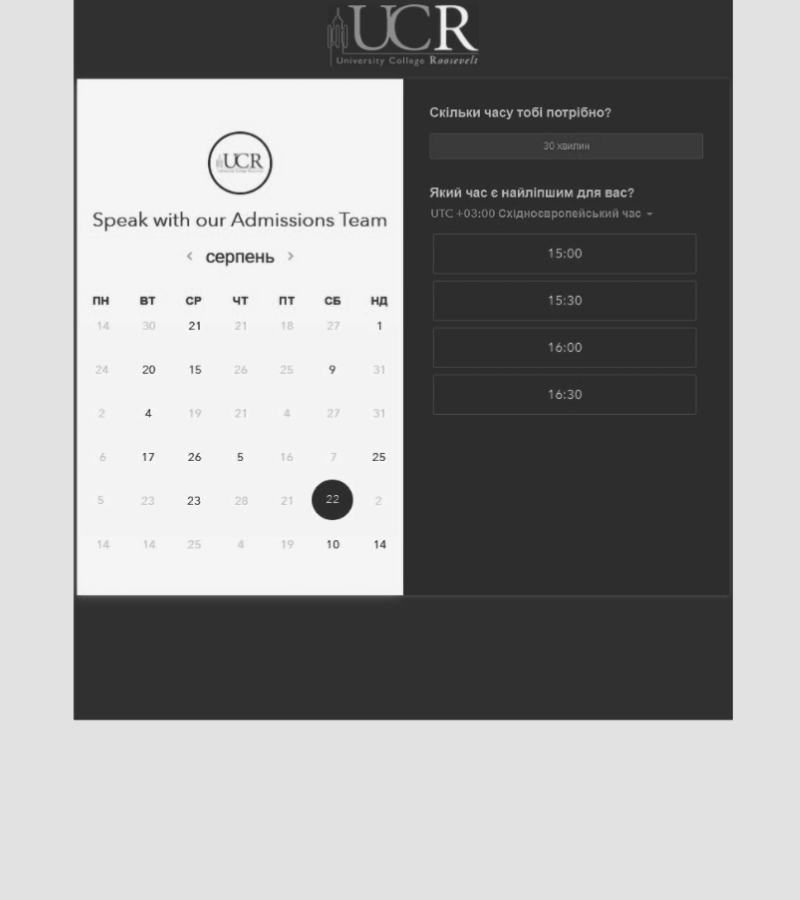 UCR
University College Roosevelt
UCR
Speak with our Admissions Team
< серпень >
ПН ВТ СР ЧТ ПТ СБ НД
14 30 21 21 18 27 1
24 20 15 26 25 9 31
2 4 19 21 4 27 31
6 17 26 5 16 7 25
5 23 23 28 21 22 2
14 14 25 4 19 10 14
Скільки часу тобі потрібно?
30 хвилин
Який час є найліпшим для вас?
UTC +03:00 Східноєвропейський час
15:00
15:30
16:00
16:30